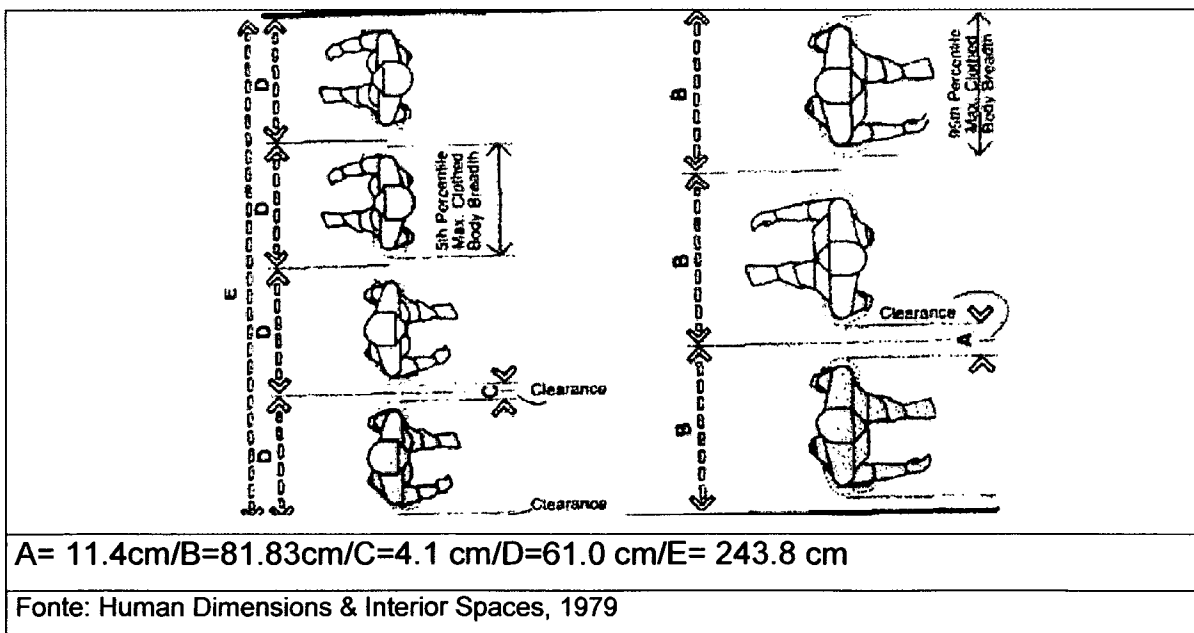 E
D
D
D
D
5th Percentile
Max. Clothed
Body Breadth
C
Clearance
Clearance
B
B
B
95th Percentile
Max. Clothed
Body Breadth
Clearance
A
A= 11.4cm/B=81.83cm/C=4.1 cm/D=61.0 cm/E= 243.8 cm
Fonte: Human Dimensions & Interior Spaces, 1979